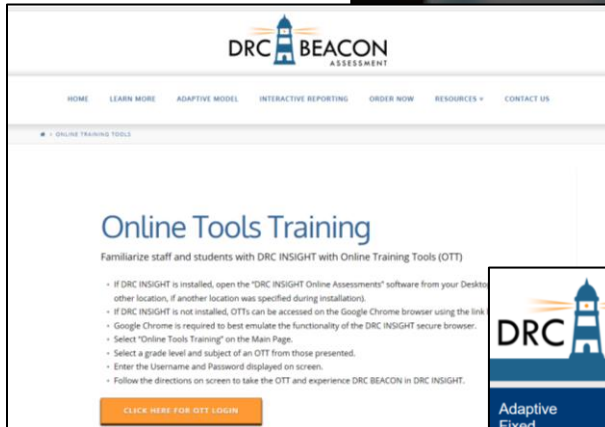 DRC BEACON
ASSESSMENT
HOME LEARN MORE ADAPTIVE MODEL INTERACTIVE REPORTING ORDER NOW RESOURCES CONTACT US
> ONLINE TRAINING TOOLS
Online Tools Training
Familiarize staff and students with DRC INSIGHT with Online Training Tools (OTT)
• If DRC INSIGHT is installed, open the "DRC INSIGHT Online Assessments" software from your Deskto
other location, if another location was specified during installation).
• If DRC INSIGHT is not installed, OTTs can be accessed on the Google Chrome browser using the link
• Google Chrome is required to best emulate the functionality of the DRC INSIGHT secure browser.
• Select "Online Tools Training" on the Main Page.
• Select a grade level and subject of an OTT from those presented.
• Enter the Username and Password displayed on screen.
• Follow the directions on screen to take the OTT and experience DRC BEACON in DRC INSIGHT.
CLICK HERE FOR OTT LOGIN
DRC
Adaptive
Fixed